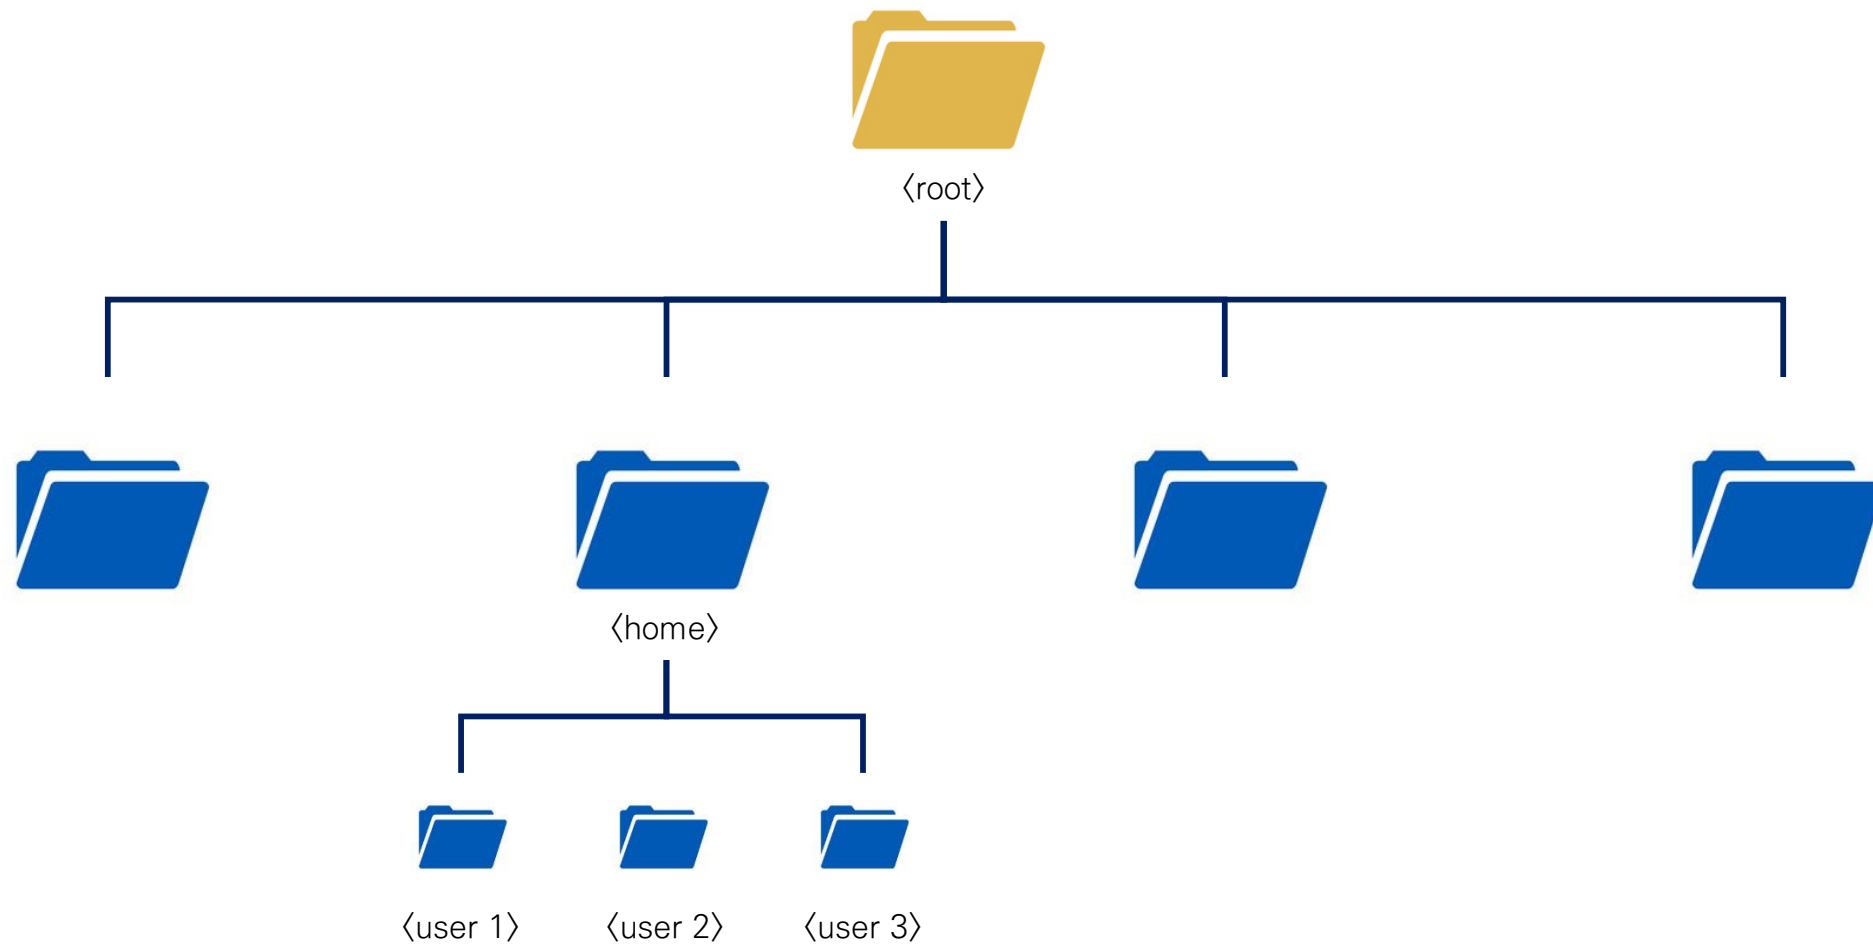 〈root〉
〈home〉
〈user 1〉
〈user 2〉
〈user 3〉